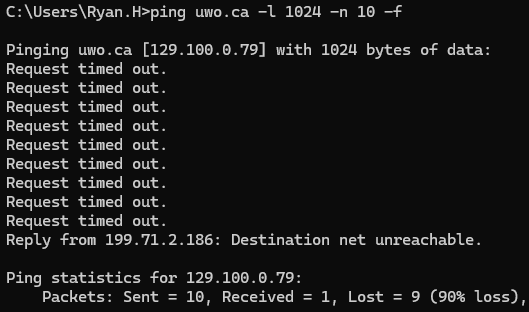 C:\Users\Ryan.H>ping uwo.ca -l 1024 -n 10 -f
Pinging uwo.ca [129.100.0.79] with 1024 bytes of data:
Request timed out.
Request timed out.
Request timed out.
Request timed out.
Request timed out.
Request timed out.
Request timed out.
Request timed out.
Request timed out.
Reply from 199.71.2.186: Destination net unreachable.
Ping statistics for 129.100.0.79:
    Packets: Sent = 10, Received = 1, Lost = 9 (90% loss),